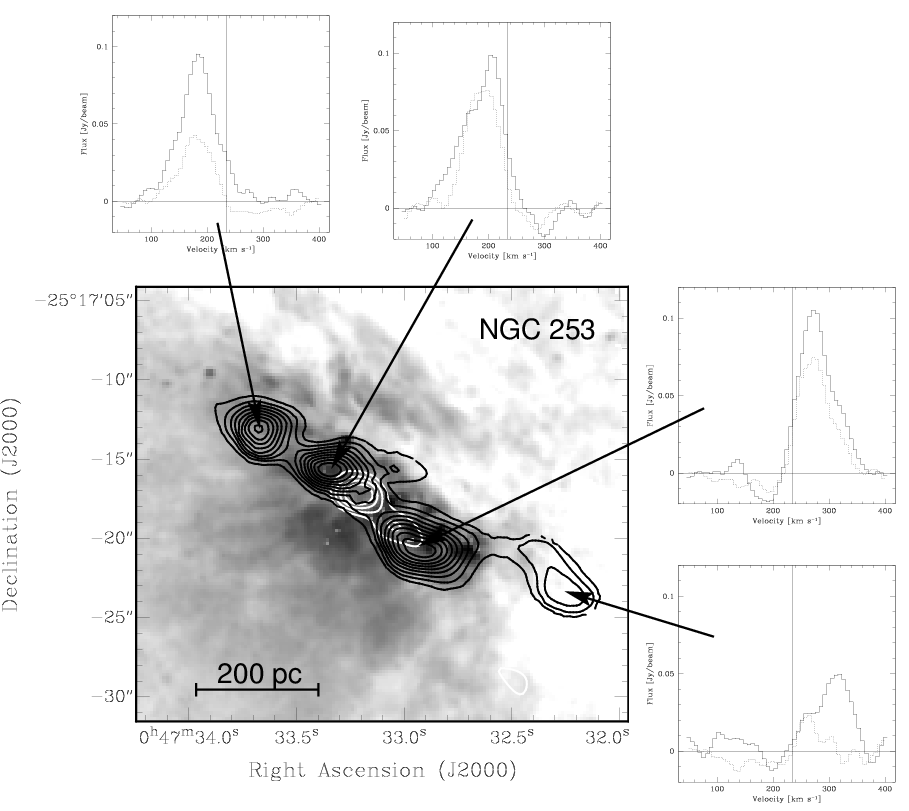 0.1
0.05
0
Flux [Jy/beam]
100 200 300 400
Velocity [km s⁻¹]
0.1
0.05
0
Flux [Jy/beam]
100 200 300 400
Velocity [km s⁻¹]
NGC 253
−25°17′05″
−10″
−15″
−20″
−25″
−30″
Declination (J2000)
200 pc
0ʰ47ᵐ34.0ˢ 33.5ˢ 33.0ˢ 32.5ˢ 32.0ˢ
Right Ascension (J2000)
0.1
0.05
0
Flux [Jy/beam]
100 200 300 400
Velocity [km s⁻¹]
0.1
0.05
0
Flux [Jy/beam]
100 200 300 400
Velocity [km s⁻¹]